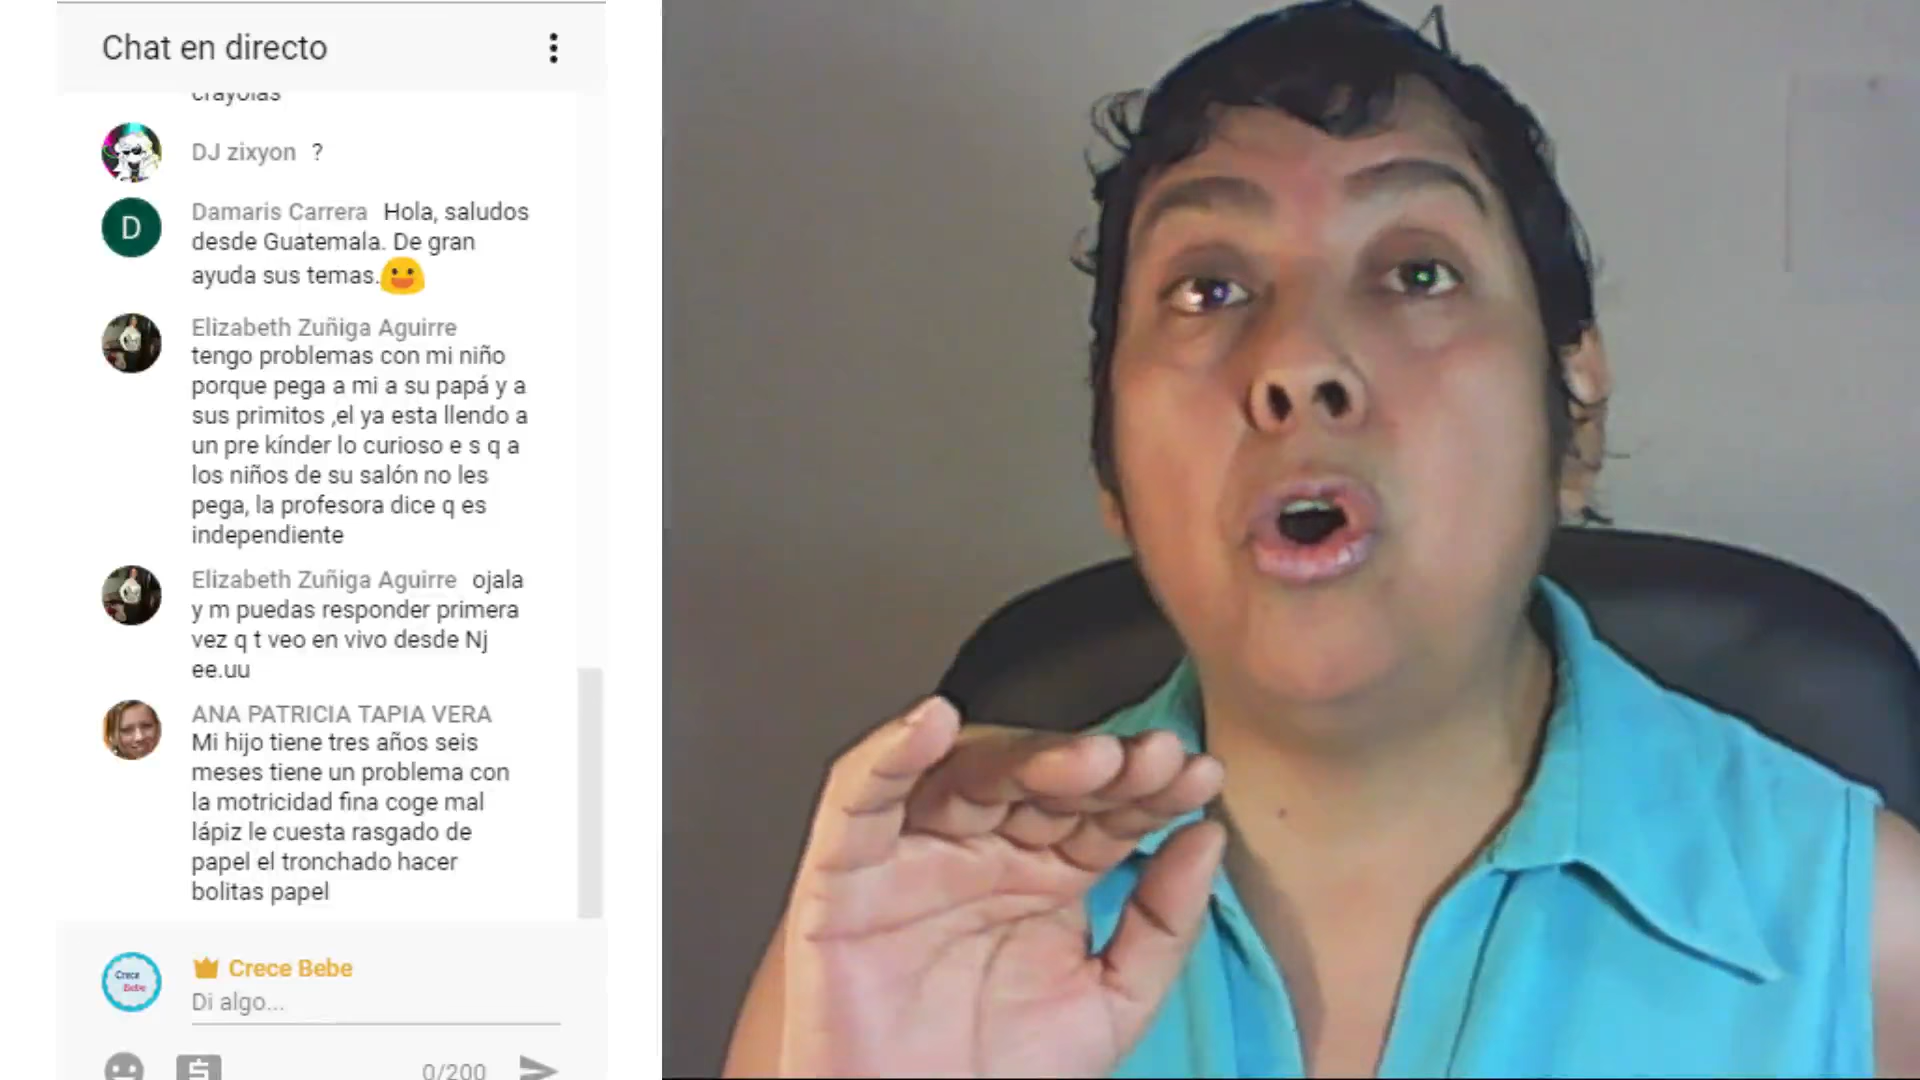 Chat en directo
crayolas
DJ zixyon ?
Damaris Carrera Hola, saludos
desde Guatemala. De gran
ayuda sus temas.
Elizabeth Zuñiga Aguirre
tengo problemas con mi niño
porque pega a mi a su papá y a
sus primitos ,el ya esta llendo a
un pre kínder lo curioso e s q a
los niños de su salón no les
pega, la profesora dice q es
independiente
Elizabeth Zuñiga Aguirre ojala
y m puedas responder primera
vez q t veo en vivo desde Nj
ee.uu
ANA PATRICIA TAPIA VERA
Mi hijo tiene tres años seis
meses tiene un problema con
la motricidad fina coge mal
lápiz le cuesta rasgado de
papel el tronchado hacer
bolitas papel
Crece
Bebe
Crece Bebe
Di algo...
0/200